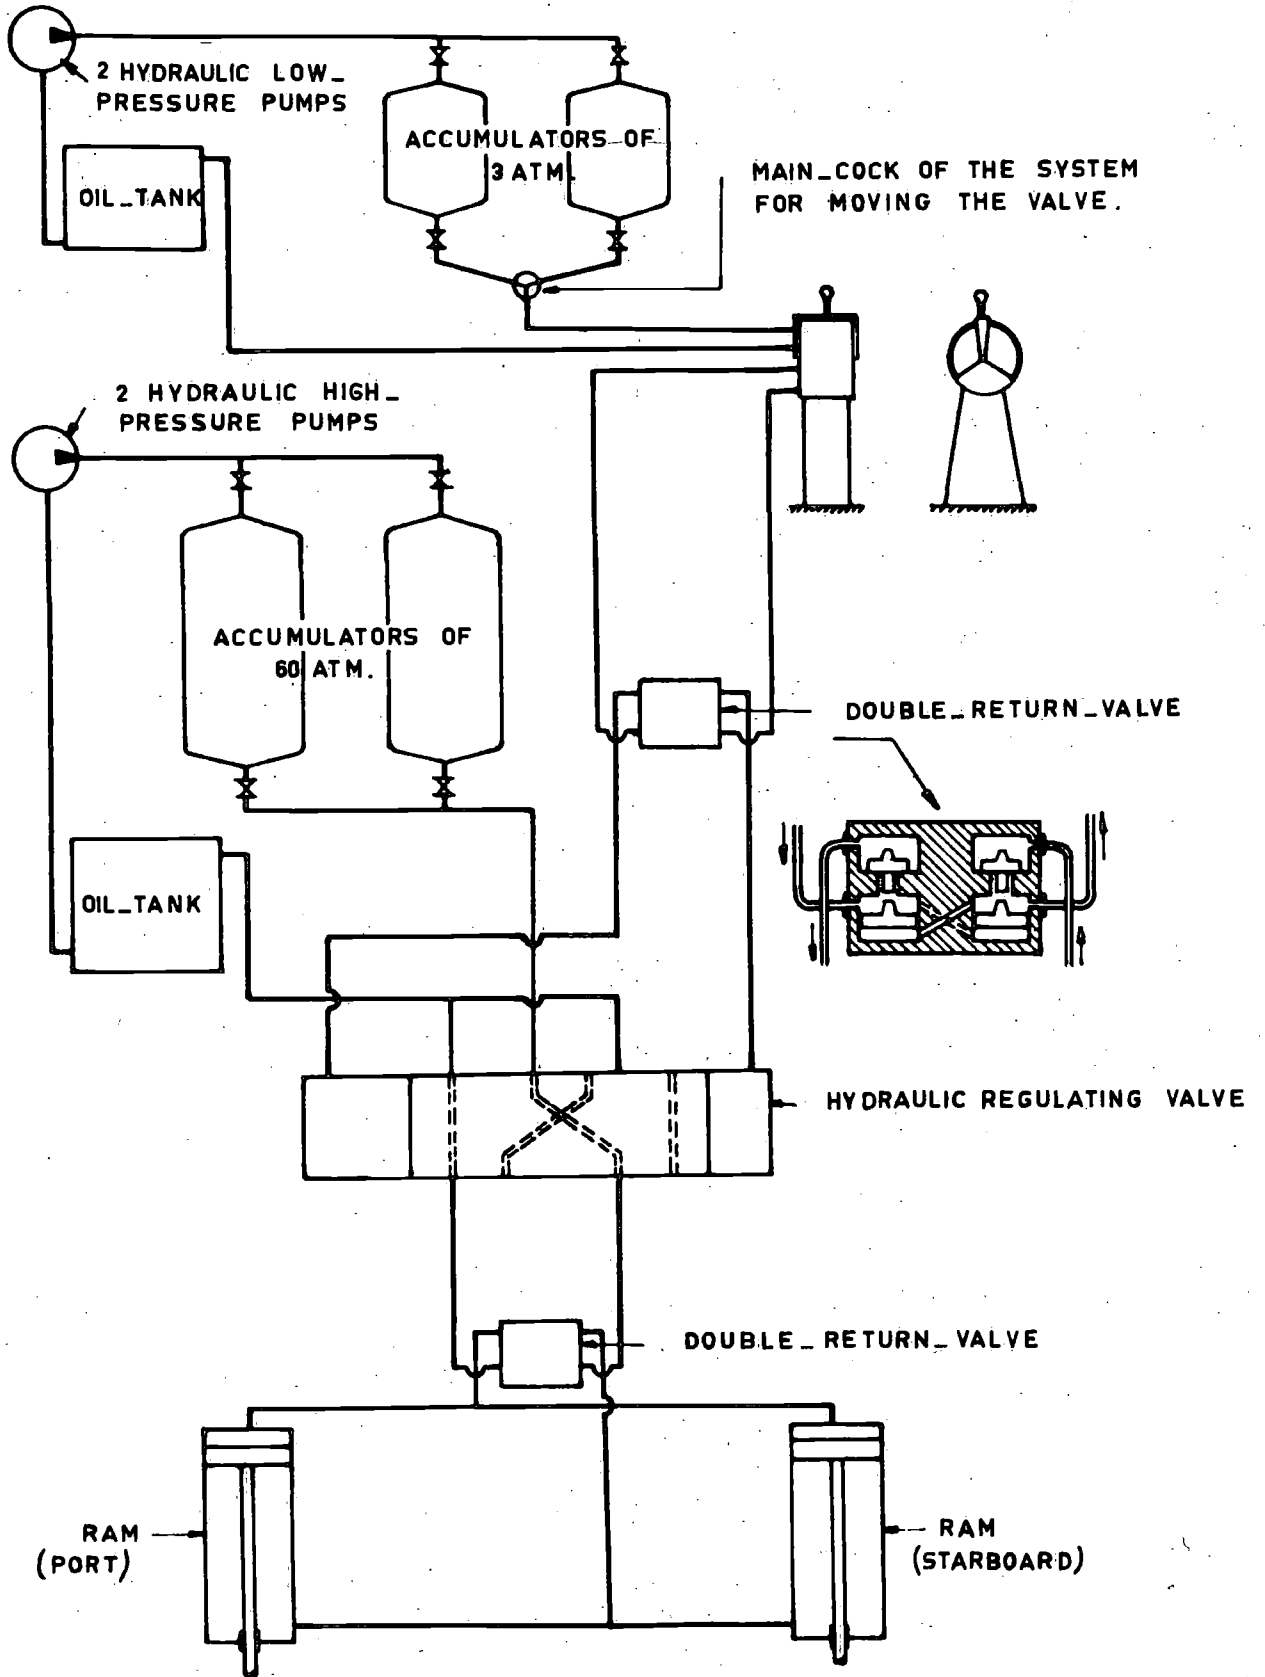 2 HYDRAULIC LOW_
PRESSURE PUMPS
ACCUMULATORS OF
3 ATM.
OIL_TANK
MAIN_COCK OF THE SYSTEM
FOR MOVING THE VALVE.
2 HYDRAULIC HIGH_
PRESSURE PUMPS
ACCUMULATORS OF
60 ATM.
DOUBLE_RETURN_VALVE
OIL_TANK
HYDRAULIC REGULATING VALVE
DOUBLE_RETURN_VALVE
RAM
(PORT)
RAM
(STARBOARD)